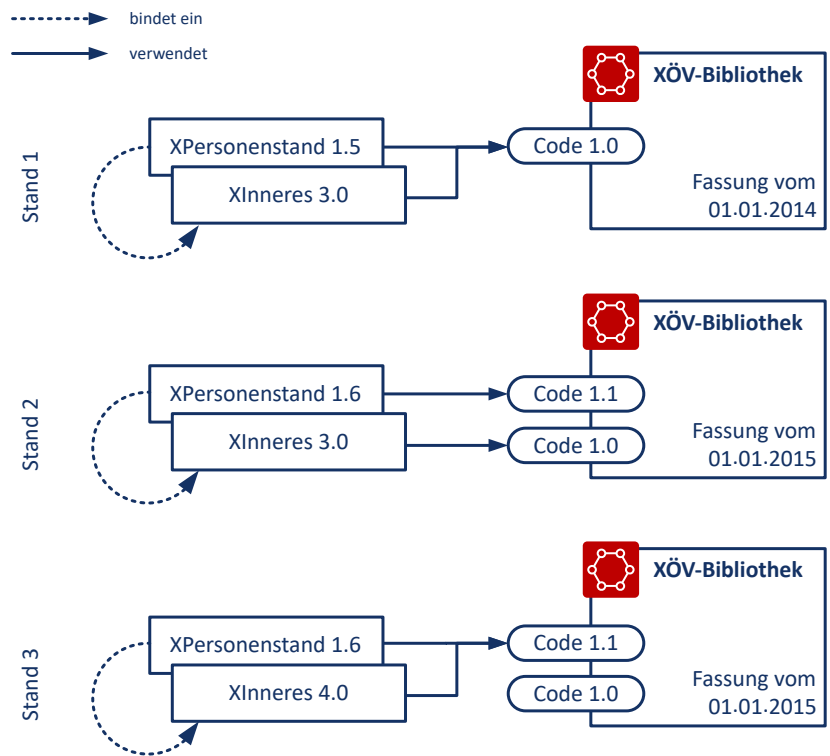 bindet ein
verwendet
Stand 1
XPersonenstand 1.5
XInneres 3.0
Code 1.0
XÖV-Bibliothek
Fassung vom
01.01.2014
Stand 2
XPersonenstand 1.6
XInneres 3.0
Code 1.1
Code 1.0
XÖV-Bibliothek
Fassung vom
01.01.2015
Stand 3
XPersonenstand 1.6
XInneres 4.0
Code 1.1
Code 1.0
XÖV-Bibliothek
Fassung vom
01.01.2015